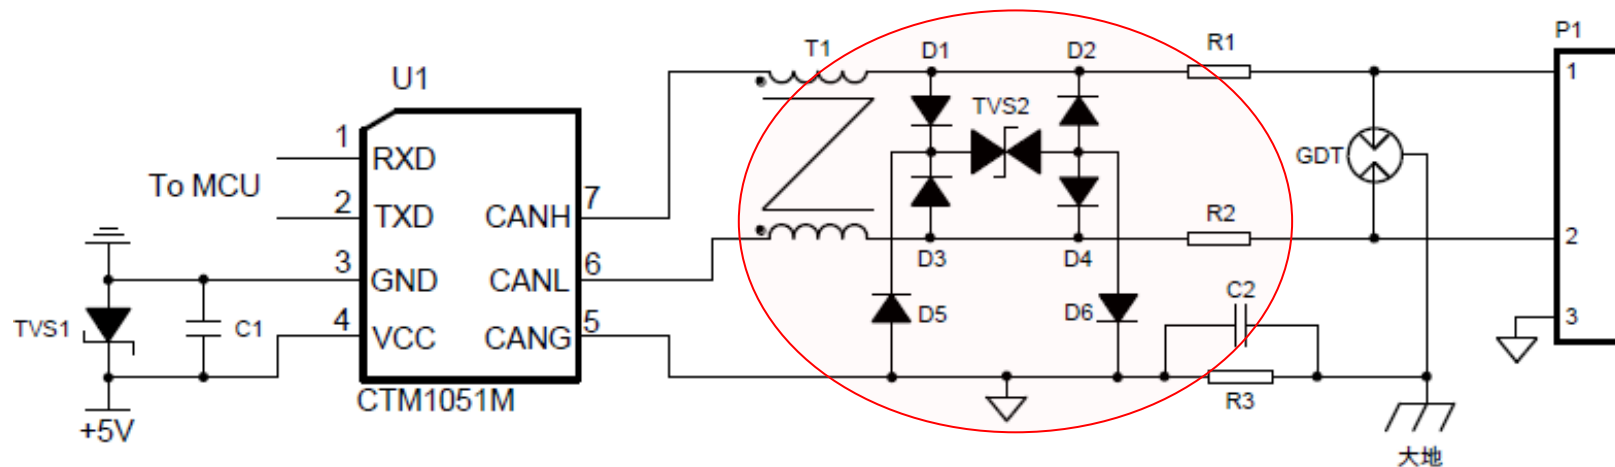 T1
D1
D2
R1
P1
U1
1
RXD
To MCU
2
TXD
CANH
7
TVS2
GDT
1
R2
2
3
GND
CANL
6
D3
D4
TVS1
C1
4
VCC
CANG
5
D5
D6
C2
3
CTM1051M
R3
+5V
大地